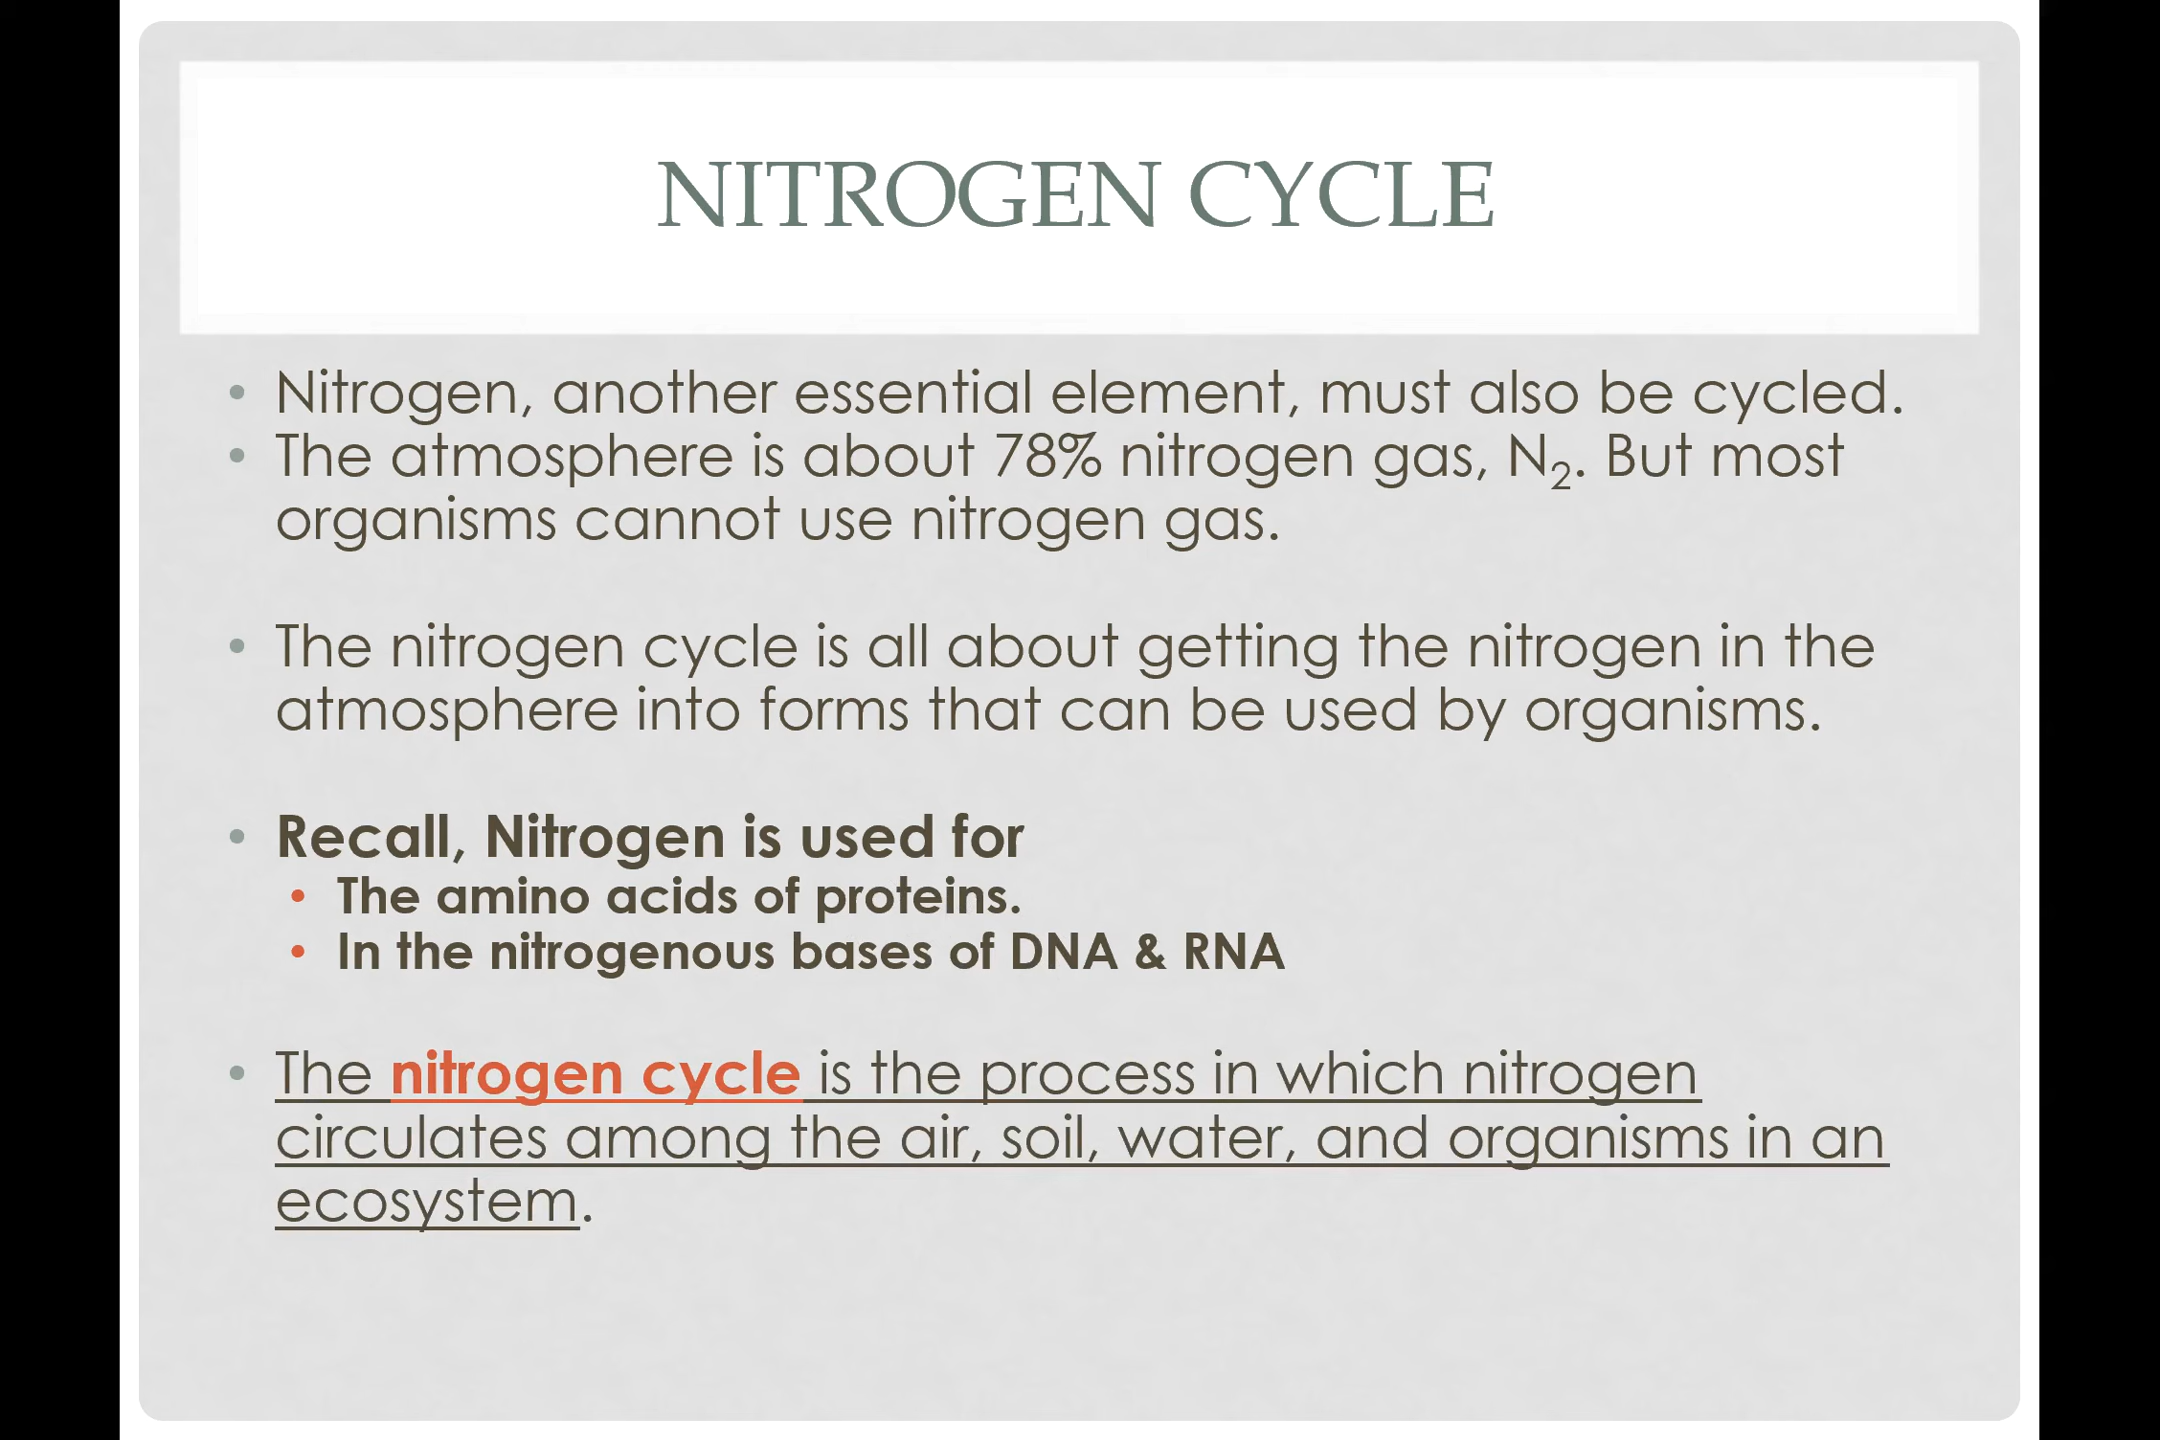 NITROGEN CYCLE
• Nitrogen, another essential element, must also be cycled.
• The atmosphere is about 78% nitrogen gas, N₂. But most
organisms cannot use nitrogen gas.
• The nitrogen cycle is all about getting the nitrogen in the
atmosphere into forms that can be used by organisms.
• Recall, Nitrogen is used for
• The amino acids of proteins.
• In the nitrogenous bases of DNA & RNA
• The nitrogen cycle is the process in which nitrogen
circulates among the air, soil, water, and organisms in an
ecosystem.